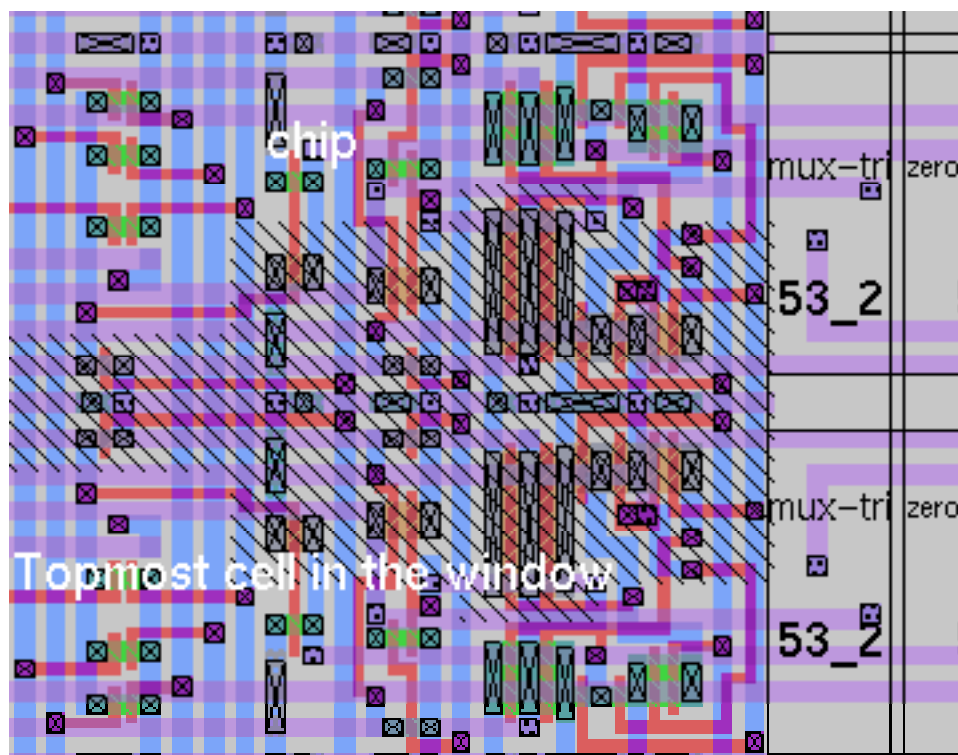 chip
mux-tri zero
53_2
mux-tri zero
Topmost cell in the window
53_2